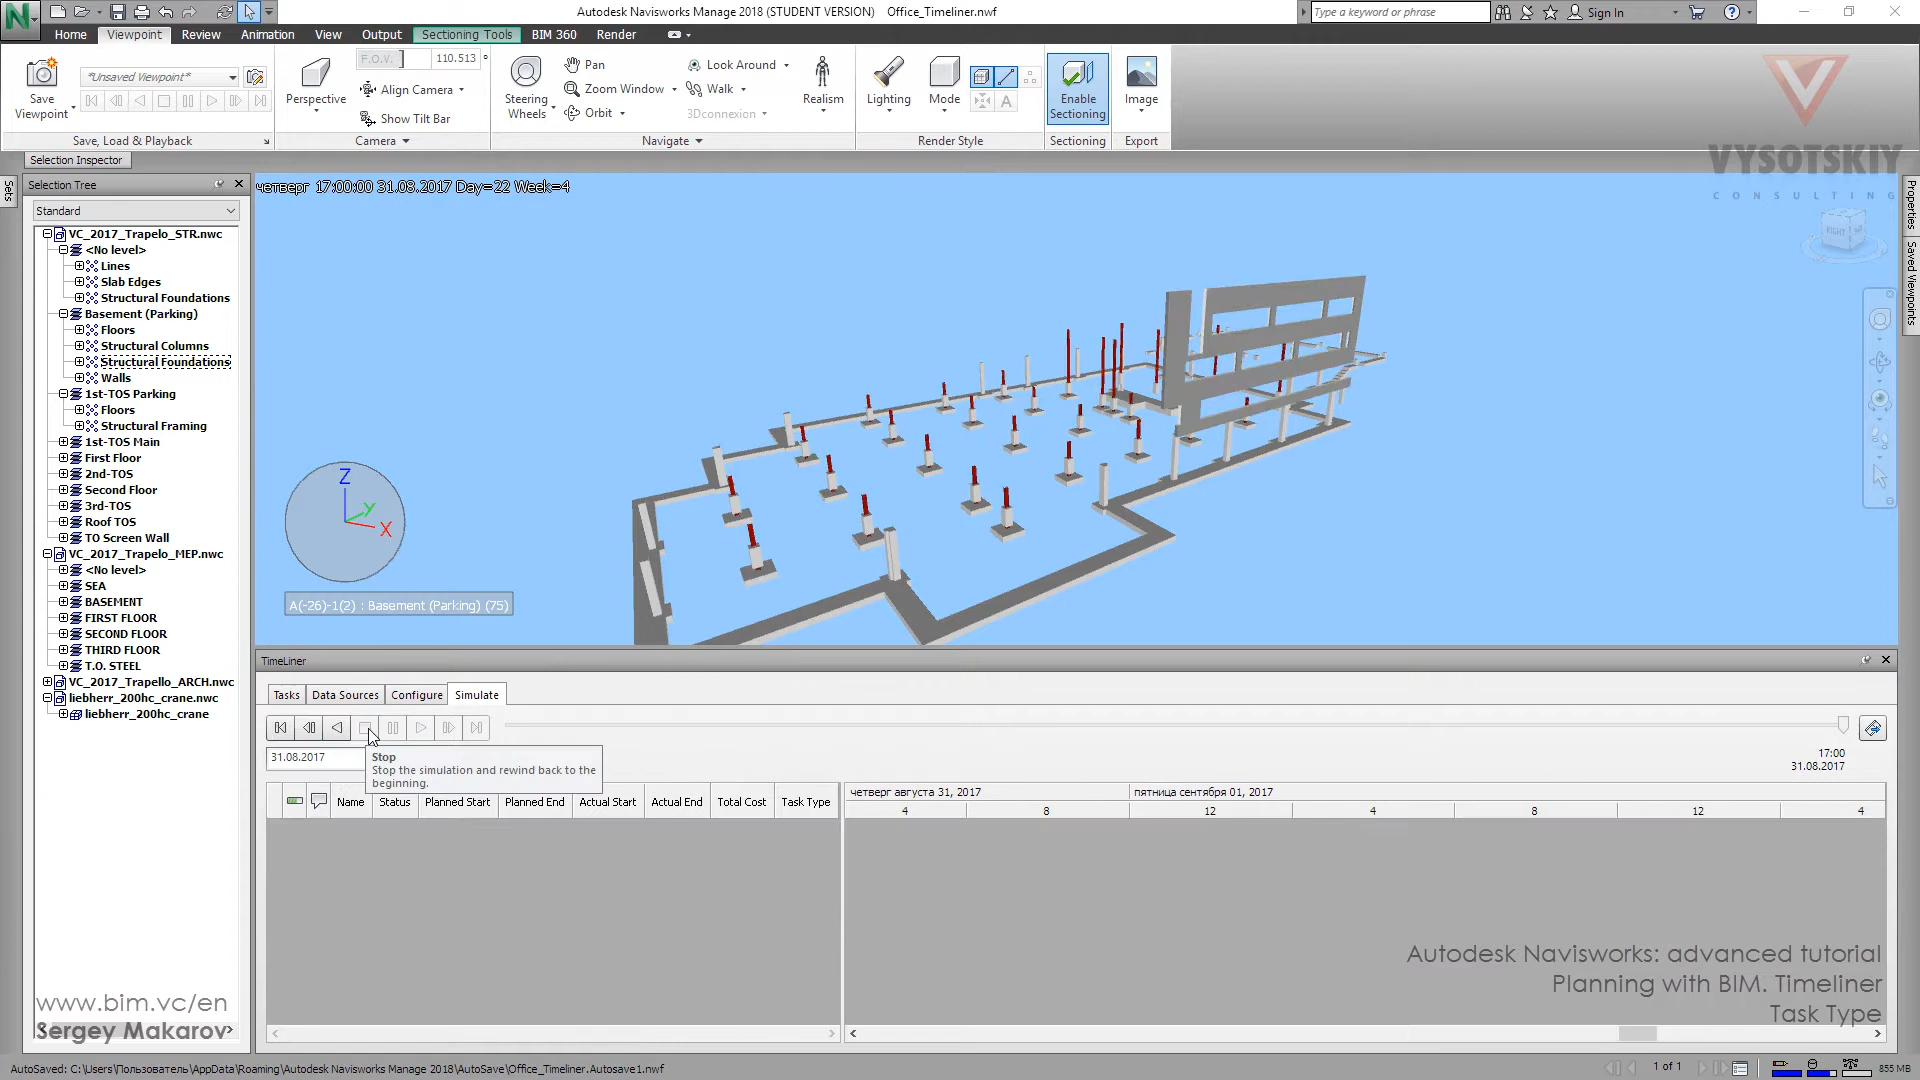 Autodesk Navisworks Manage 2018 (STUDENT VERSION) Office_Timeliner.nwf
Type a keyword or phrase
Sign In
Home Viewpoint Review Animation View Output Sectioning Tools BIM 360 Render
Save Viewpoint
*Unsaved Viewpoint*
Perspective
F.O.V. 110.513 °
Align Camera
Show Tilt Bar
Steering Wheels
Pan
Zoom Window
Orbit
Look Around
Walk
3Dconnexion
Realism
Lighting
Mode
Enable Sectioning
Image
Save, Load & Playback
Camera
Navigate
Render Style
Sectioning
Export
VYSOTSKIY
CONSULTING
Selection Inspector
Sets
Selection Tree
Standard
VC_2017_Trapelo_STR.nwc
<No level>
Lines
Slab Edges
Structural Foundations
Basement (Parking)
Floors
Structural Columns
Structural Foundations
Walls
1st-TOS Parking
Floors
Structural Framing
1st-TOS Main
First Floor
2nd-TOS
Second Floor
3rd-TOS
Roof TOS
TO Screen Wall
VC_2017_Trapelo_MEP.nwc
<No level>
SEA
BASEMENT
FIRST FLOOR
SECOND FLOOR
THIRD FLOOR
T.O. STEEL
VC_2017_Trapello_ARCH.nwc
liebherr_200hc_crane.nwc
liebherr_200hc_crane
www.bim.vc/en
Sergey Makarov
четверг 17:00:00 31.08.2017 Day=22 Week=4
RIGHT
Z
Y
X
A(-26)-1(2) : Basement (Parking) (75)
Properties
Saved Viewpoints
TimeLiner
Tasks Data Sources Configure Simulate
31.08.2017
Stop
Stop the simulation and rewind back to the
beginning.
17:00
31.08.2017
Name Status Planned Start Planned End Actual Start Actual End Total Cost Task Type
четверг августа 31, 2017 пятница сентября 01, 2017
4 8 12 4 8 12 4
Autodesk Navisworks: advanced tutorial
Planning with BIM. Timeliner
Task Type
AutoSaved: C:\Users\Пользователь\AppData\Roaming\Autodesk Navisworks Manage 2018\AutoSave\Office_Timeliner.Autosave1.nwf
1 of 1
855 MB